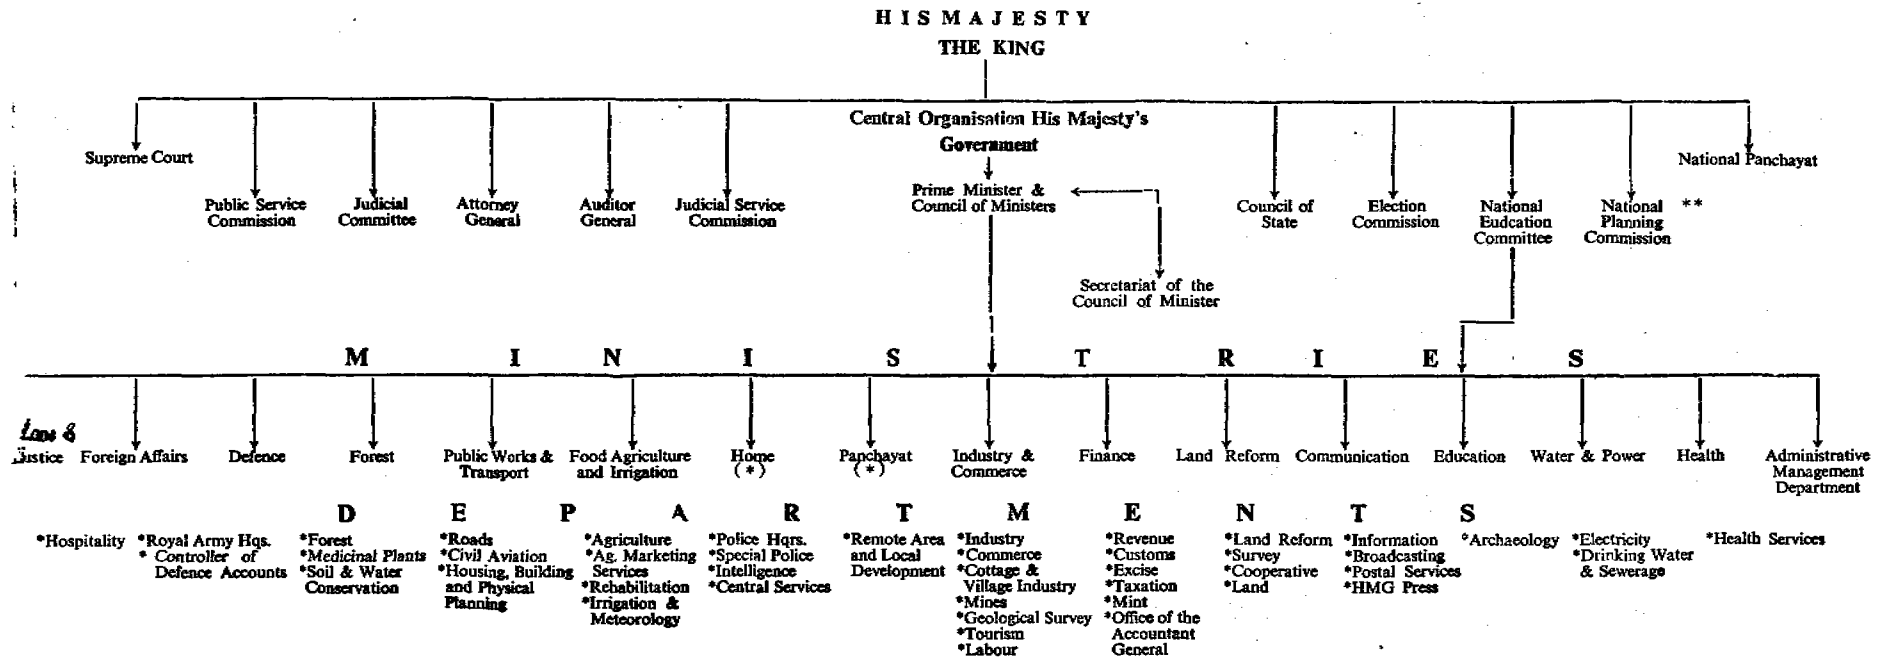 HIS MAJESTY
THE KING
Central Organisation His Majesty's
Government
Supreme Court
National Panchayat
Public Service
Commission
Judicial
Committee
Attorney
General
Auditor
General
Judicial Service
Commission
Prime Minister &
Council of Ministers
Council of
State
Election
Commission
National
Eudcation
Committee
National
Planning
Commission
**
Secretariat of the
Council of Minister
MINISTRIES
Laws &
Justice
Foreign Affairs
Defence
Forest
Public Works &
Transport
Food Agriculture
and Irrigation
Home
(*)
Panchayat
(*)
Industry &
Commerce
Finance
Land Reform
Communication
Education
Water & Power
Health
Administrative
Management
Department
DEPARTMENTS
*Hospitality
*Royal Army Hqs.
* Controller of
Defence Accounts
*Forest
*Medicinal Plants
*Soil & Water
Conservation
*Roads
*Civil Aviation
*Housing, Building
and Physical
Planning
*Agriculture
*Ag. Marketing
Services
*Rehabilitation
*Irrigation &
Meteorology
*Police Hqrs.
*Special Police
*Intelligence
*Central Services
*Remote Area
and Local
Development
*Industry
*Commerce
*Cottage &
Village Industry
*Mines
*Geological Survey
*Tourism
*Labour
*Revenue
*Customs
*Excise
*Taxation
*Mint
*Office of the
Accountant
General
*Land Reform
*Survey
*Cooperative
*Land
*Information
*Broadcasting
*Postal Services
*HMG Press
*Archaeology
*Electricity
*Drinking Water
& Sewerage
*Health Services